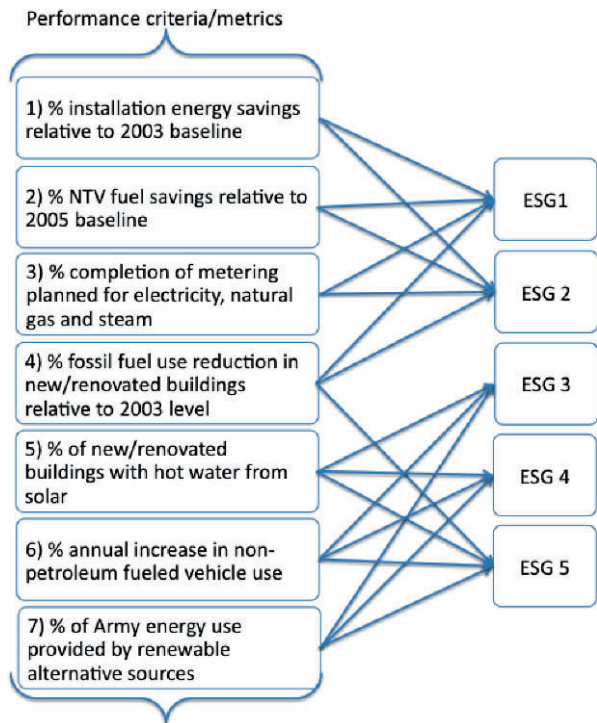 Performance criteria/metrics
1) % installation energy savings
relative to 2003 baseline
2) % NTV fuel savings relative to
2005 baseline
3) % completion of metering
planned for electricity, natural
gas and steam
4) % fossil fuel use reduction in
new/renovated buildings
relative to 2003 level
5) % of new/renovated
buildings with hot water from
solar
6) % annual increase in non-
petroleum fueled vehicle use
7) % of Army energy use
provided by renewable
alternative sources
ESG1
ESG 2
ESG 3
ESG 4
ESG 5